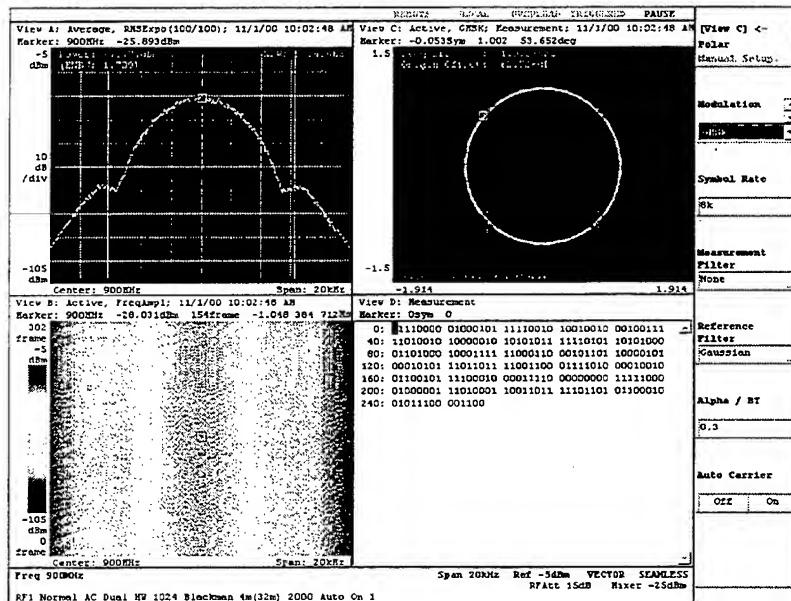 PAUSE
View A: Average, RMSExpo(100/100); 11/1/00 10:02:48 AM
Marker: 900MHz -25.893dBm
-5
dBm
10
dB
/div
-105
dBm
Center: 900MHz Span: 20kHz
View C: Active, GMSK; Measurement; 11/1/00 10:02:48 AM
Marker: -0.053Sym 1.002 53.652deg
1.5
-1.5
-1.914 1.914
View B: Active, FreqAmpl; 11/1/00 10:02:48 AM
Marker: 900MHz -28.031dBm 154frame -1.048 384 712Ms
302
frame
-5
dBm
-105
dBm
0
frame
Center: 900MHz Span: 20kHz
View D: Measurement
Marker: 0sym 0
0: 11110000 01000101 11110010 10010010 00100111
40: 11010010 10000010 10101011 11110101 10101000
80: 01101000 10001111 11000110 00101101 10000101
120: 00010101 11011011 11001100 01111010 00010010
160: 01100101 11100010 00011110 00000000 11111000
200: 01000001 11010001 10011011 11101101 01100010
240: 01011100 001100
[View C] <-
Polar
Manual Setup.
Modulation
Symbol Rate
8k
Measurement
Filter
None
Reference
Filter
Gaussian
Alpha / BT
0.3
Auto Carrier
Off On
Freq 900MHz Span 20kHz Ref -5dBm VECTOR SEAMLESS
RFAtt 15dB Mixer -25dBm
RF1 Normal AC Dual HW 1024 Blackman 4m(32m) 2000 Auto On 1